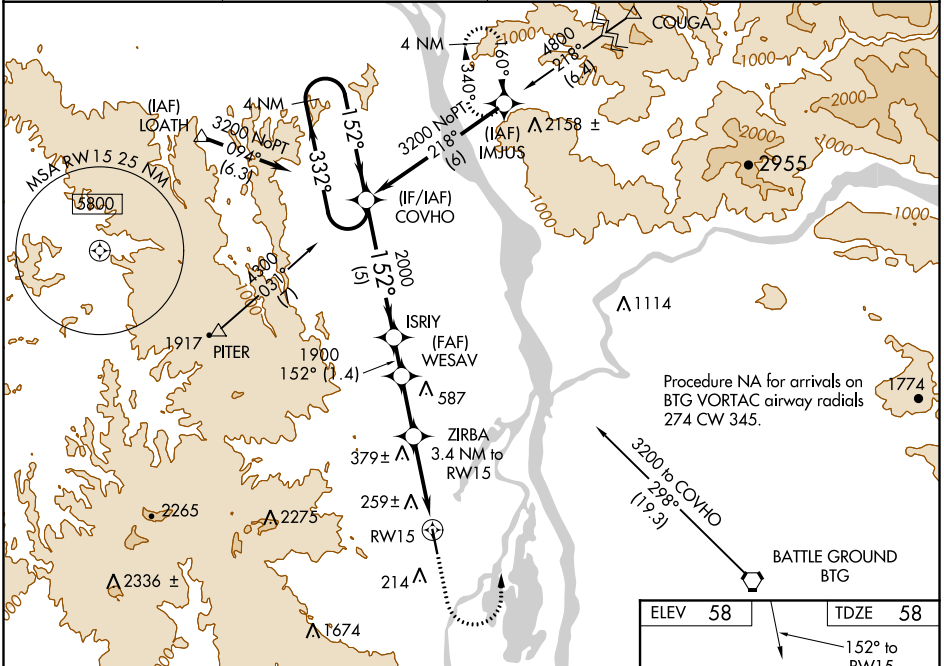 COUGA
1000
4 NM
4800
218°
(6.4)
160°
340°
(IAF)
IMJUS
2158 ±
2000
2000
1000
2955
1000
(IAF)
LOATH
4 NM
3200 NoPT
094°
(6.3)
152°
332°
3200 NoPT
218°
(6)
MSA RW15 25 NM
5800
(IF/IAF)
COVHO
4300
031°
(7)
1000
2000
152°
(5)
1114
1917
PITER
ISRIY
(FAF)
WESAV
1900
152° (1.4)
587
Procedure NA for arrivals on
BTG VORTAC airway radials
274 CW 345.
1774
ZIRBA
3.4 NM to
RW15
379±
3200 to COVHO
298°
(19.3)
259±
RW15
2265
2275
2336 ±
214
1674
BATTLE GROUND
BTG
ELEV 58
TDZE 58
152° to
RW15